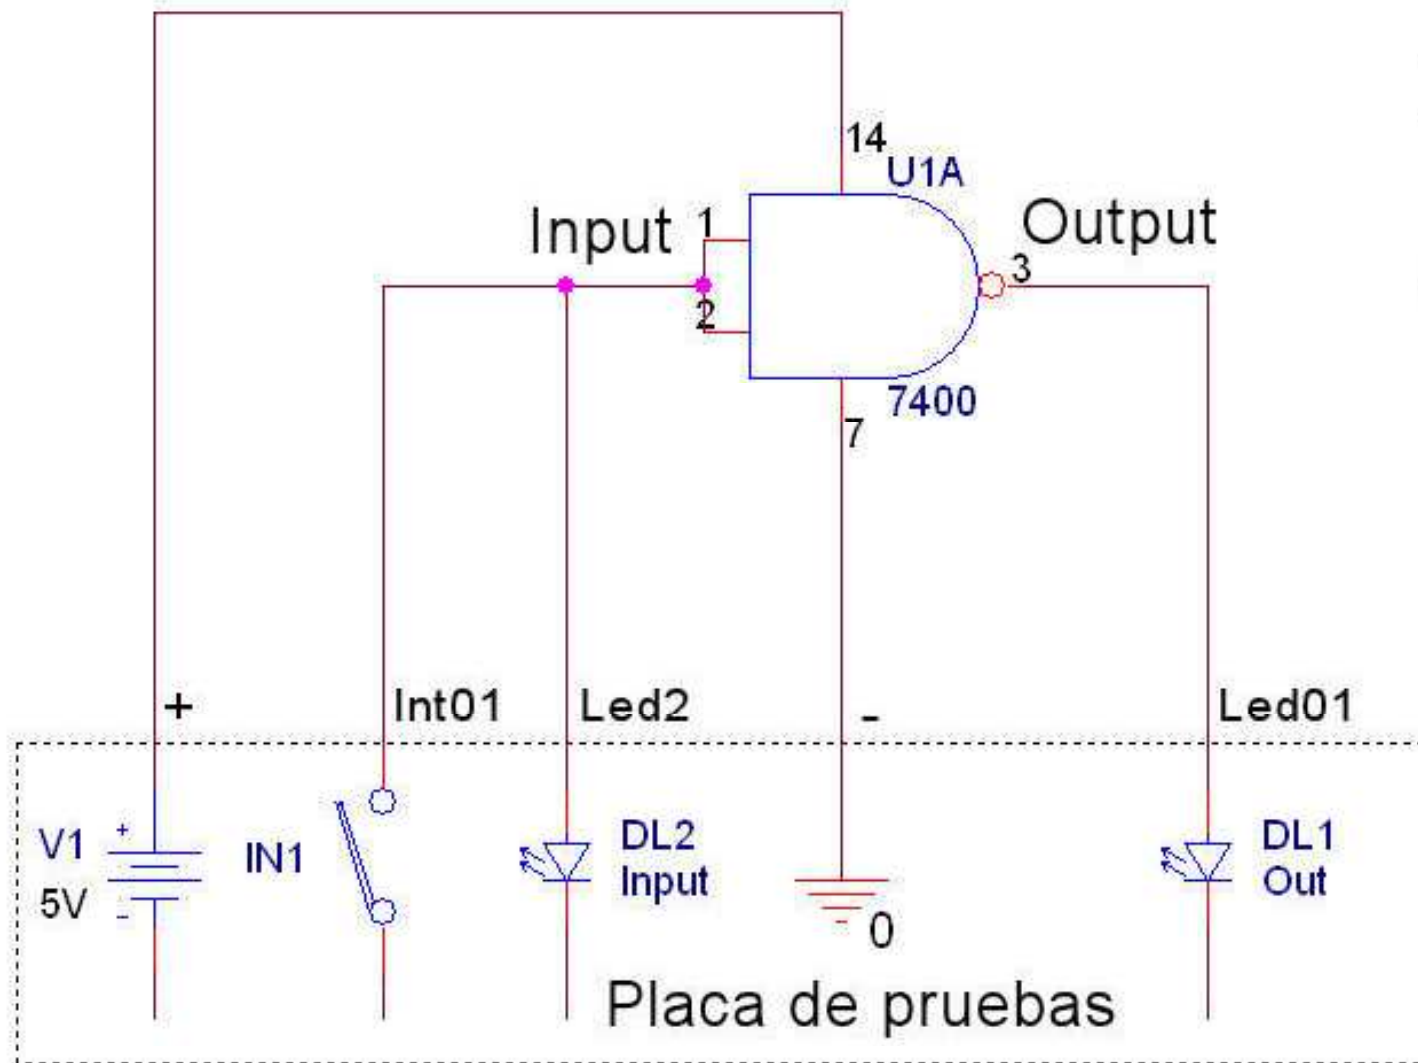 14
U1A
Input
1
Output
3
2
7400
7
+
Int01
Led2
-
Led01
V1
+
5V
-
IN1
DL2
Input
0
DL1
Out
Placa de pruebas